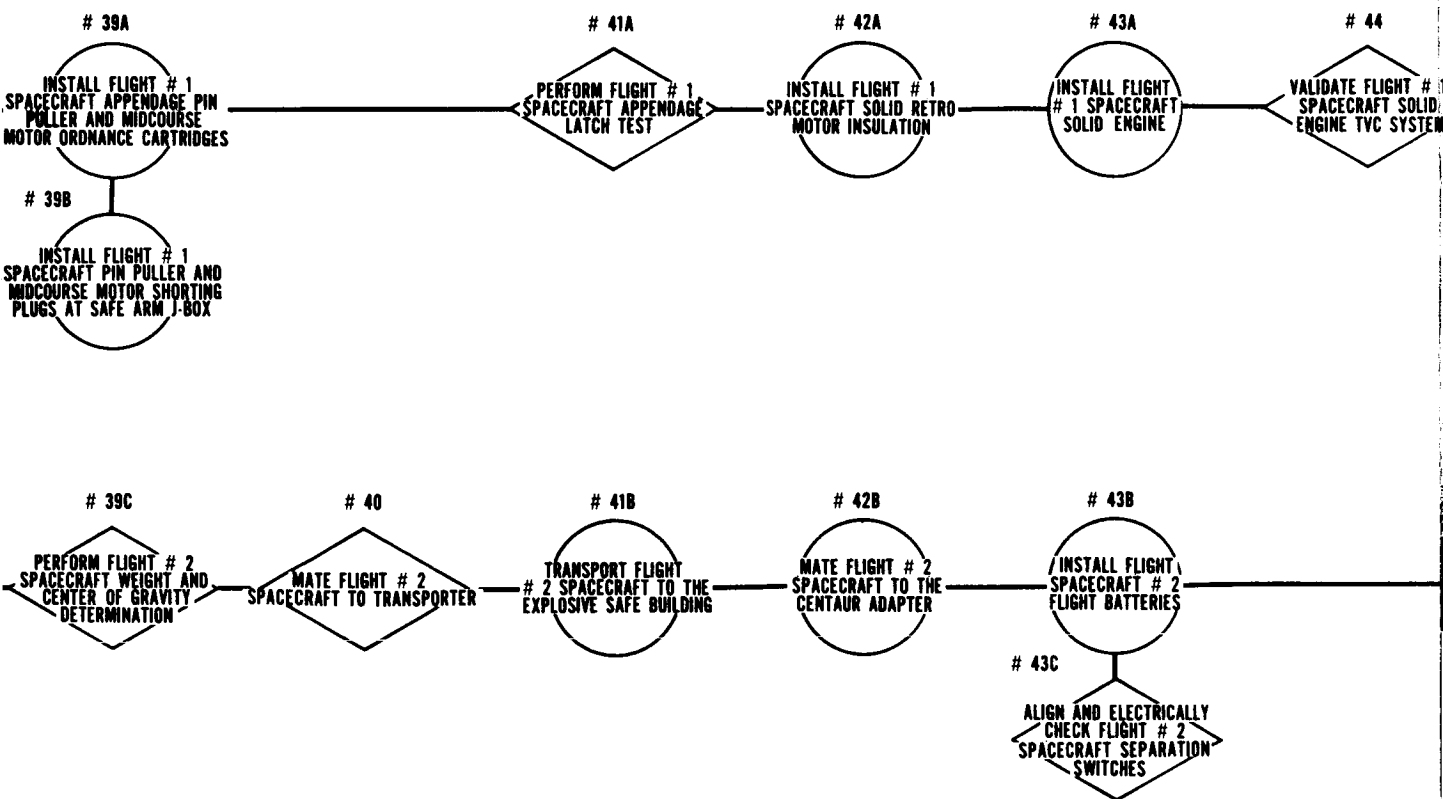 # 39A
INSTALL FLIGHT # 1
SPACECRAFT APPENDAGE PIN
PULLER AND MIDCOURSE
MOTOR ORDNANCE CARTRIDGES
# 41A
PERFORM FLIGHT # 1
SPACECRAFT APPENDAGE
LATCH TEST
# 42A
INSTALL FLIGHT # 1
SPACECRAFT SOLID RETRO
MOTOR INSULATION
# 43A
INSTALL FLIGHT
# 1 SPACECRAFT
SOLID ENGINE
# 44
VALIDATE FLIGHT # 1
SPACECRAFT SOLID
ENGINE TVC SYSTEM
# 39B
INSTALL FLIGHT # 1
SPACECRAFT PIN PULLER AND
MIDCOURSE MOTOR SHORTING
PLUGS AT SAFE ARM J-BOX
# 39C
PERFORM FLIGHT # 2
SPACECRAFT WEIGHT AND
CENTER OF GRAVITY
DETERMINATION
# 40
MATE FLIGHT # 2
SPACECRAFT TO TRANSPORTER
# 41B
TRANSPORT FLIGHT
# 2 SPACECRAFT TO THE
EXPLOSIVE SAFE BUILDING
# 42B
MATE FLIGHT # 2
SPACECRAFT TO THE
CENTAUR ADAPTER
# 43B
INSTALL FLIGHT
SPACECRAFT # 2
FLIGHT BATTERIES
# 43C
ALIGN AND ELECTRICALLY
CHECK FLIGHT # 2
SPACECRAFT SEPARATION
SWITCHES